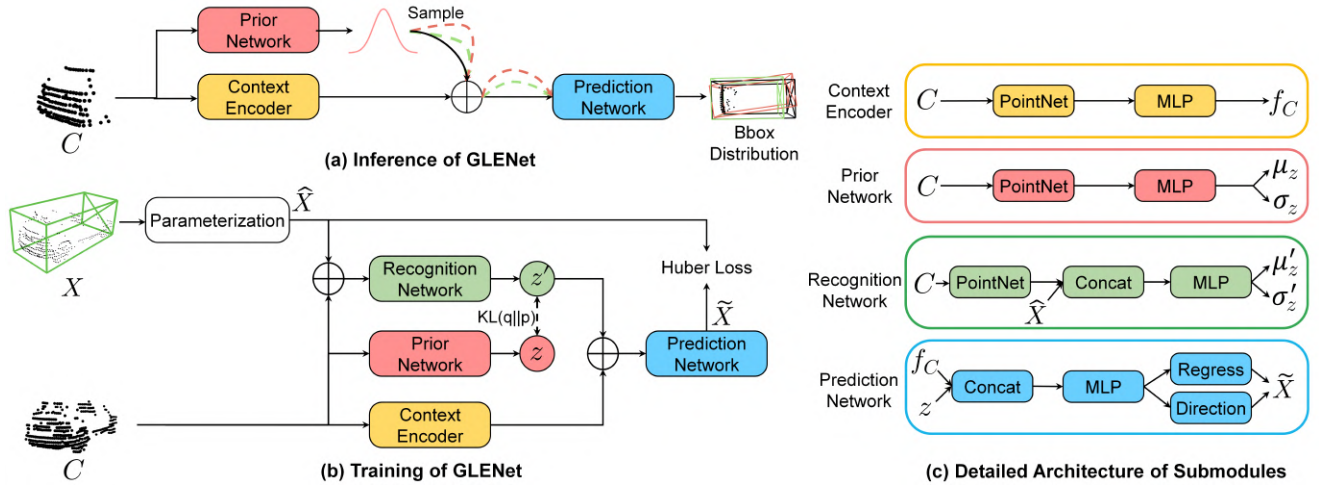 Prior
Network
Sample
Context
Encoder
Prediction
Network
C
Bbox
Distribution
(a) Inference of GLENet
X
Parameterization
X̂
Recognition
Network
z′
Huber Loss
KL(q||p)
X̃
Prior
Network
z
Prediction
Network
Context
Encoder
C
(b) Training of GLENet
Context
Encoder
C
PointNet
MLP
f_C
Prior
Network
C
PointNet
MLP
μ_z
σ_z
Recognition
Network
C
PointNet
X̂
Concat
MLP
μ′_z
σ′_z
Prediction
Network
f_C
z
Concat
MLP
Regress
Direction
X̃
(c) Detailed Architecture of Submodules